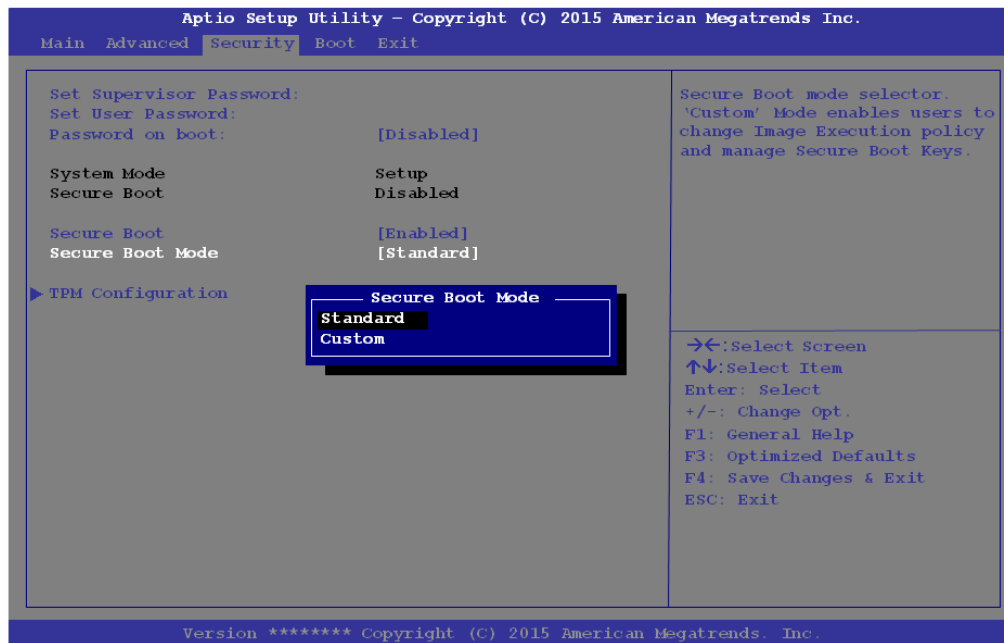 Aptio Setup Utility – Copyright (C) 2015 American Megatrends Inc.
Main Advanced Security Boot Exit
Set Supervisor Password:
Set User Password:
Password on boot: [Disabled]
System Mode Setup
Secure Boot Disabled
Secure Boot [Enabled]
Secure Boot Mode [Standard]
▶ TPM Configuration
Secure Boot Mode
Standard
Custom
Secure Boot mode selector.
'Custom' Mode enables users to
change Image Execution policy
and manage Secure Boot Keys.
→←:Select Screen
↑↓:Select Item
Enter: Select
+/-: Change Opt.
F1: General Help
F3: Optimized Defaults
F4: Save Changes & Exit
ESC: Exit
Version ******** Copyright (C) 2015 American Megatrends. Inc.